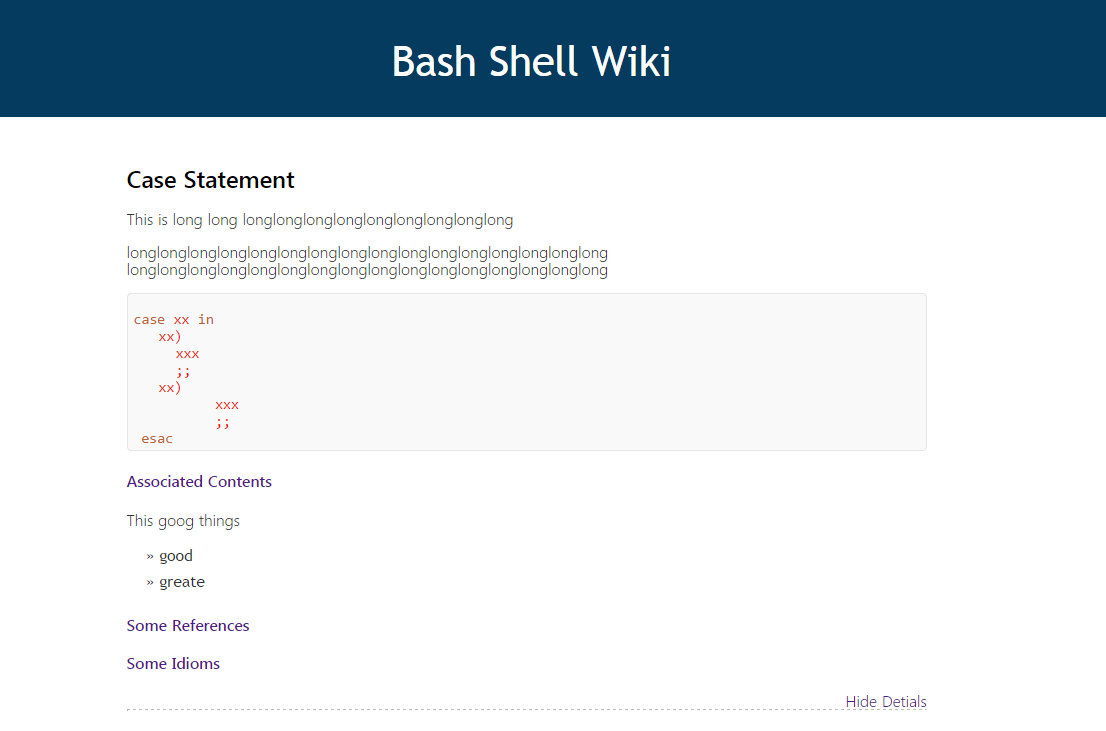 Bash Shell Wiki
Case Statement
This is long long longlonglonglonglonglonglonglonglong
longlonglonglonglonglonglonglonglonglonglonglonglonglonglonglong
longlonglonglonglonglonglonglonglonglonglonglonglonglonglonglong
case xx in
xx)
xxx
;;
xx)
xxx
;;
esac
Associated Contents
This goog things
» good
» greate
Some References
Some Idioms
Hide Detials